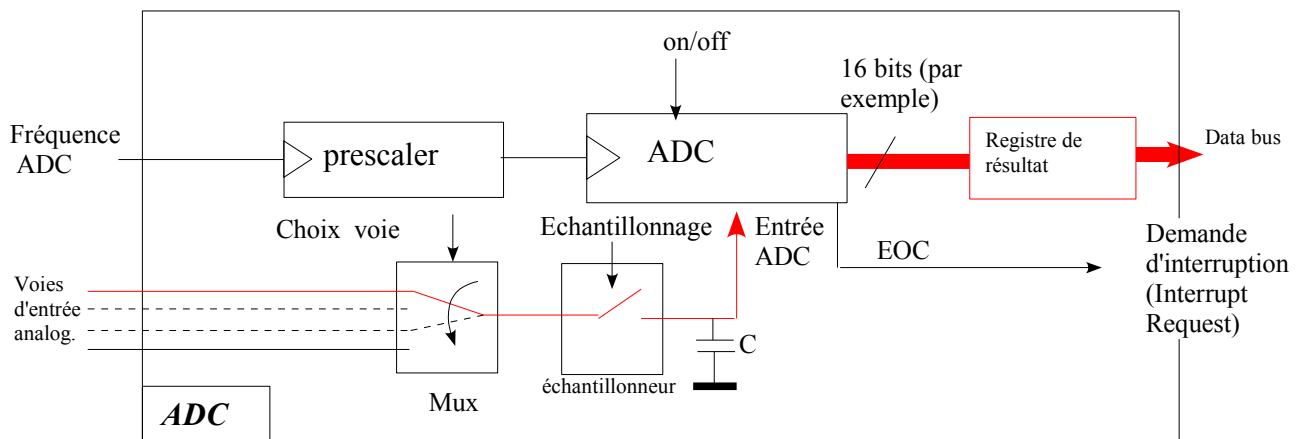 on/off
16 bits (par
exemple)
Fréquence
ADC
prescaler
ADC
Registre de
résultat
Data bus
Choix voie
Echantillonnage
Entrée
ADC
EOC
Demande
d'interruption
(Interrupt
Request)
Voies
d'entrée
analog.
C
Mux
échantillonneur
ADC